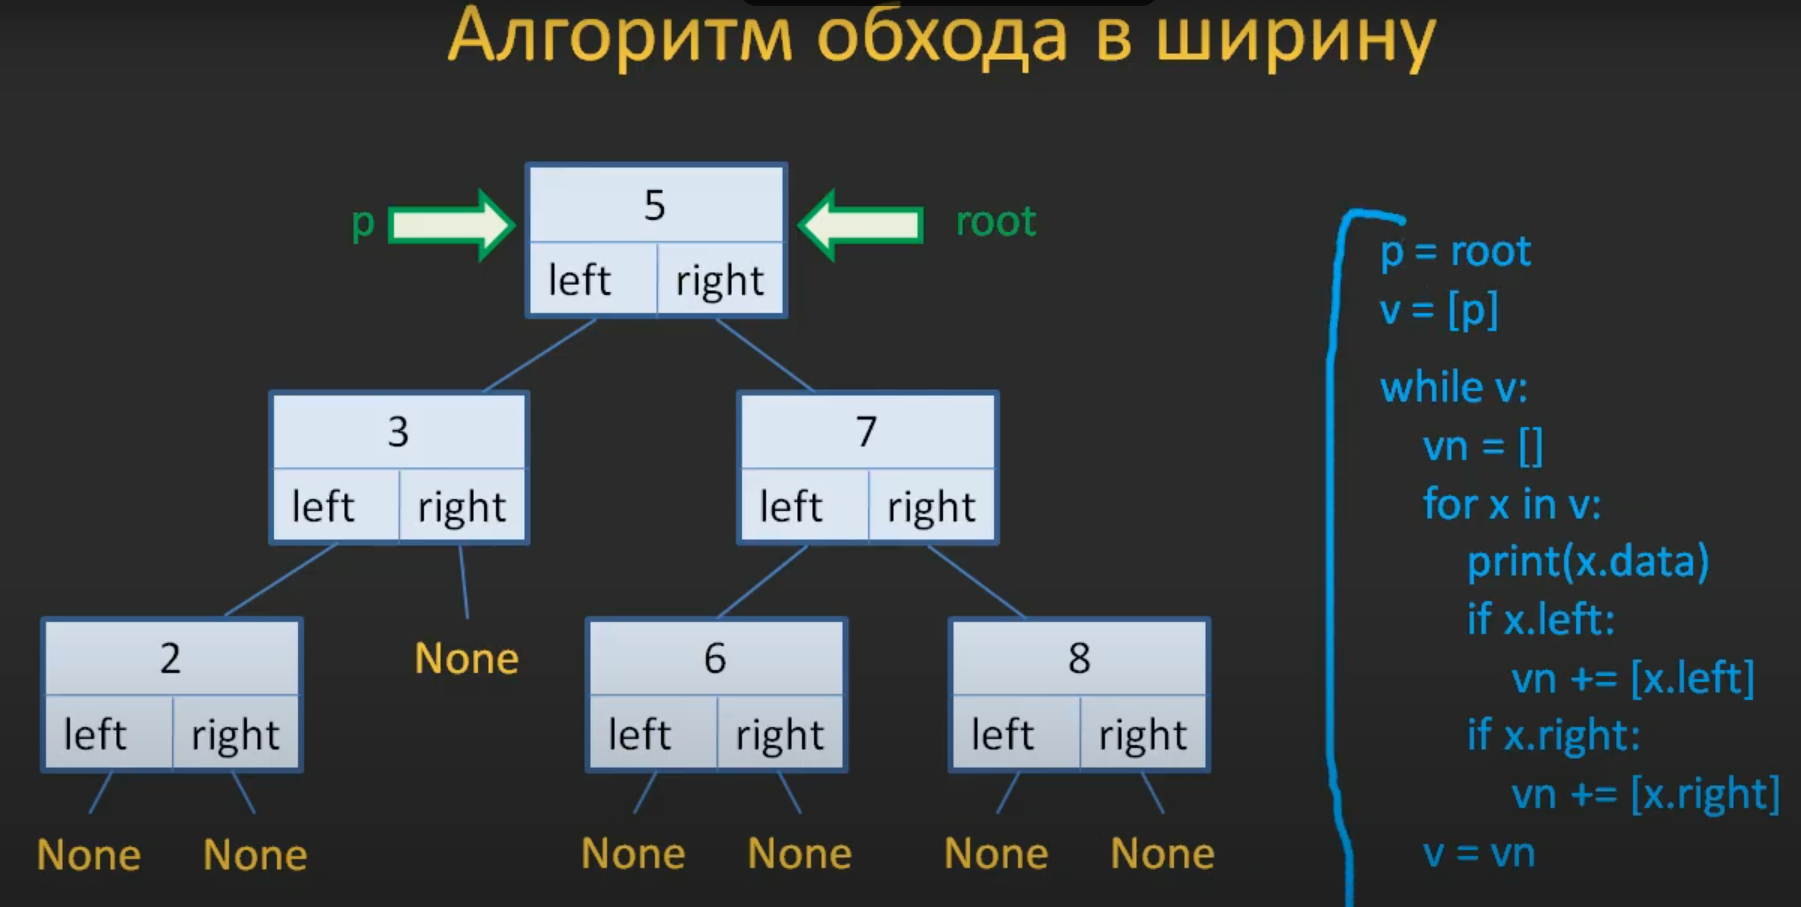 Алгоритм обхода в ширину
5
p
root
left right
3
7
left right
left right
2
None
6
8
left right
left right
left right
None None
None None
None None
p = root
v = [p]
while v:
vn = []
for x in v:
print(x.data)
if x.left:
vn += [x.left]
if x.right:
vn += [x.right]
v = vn